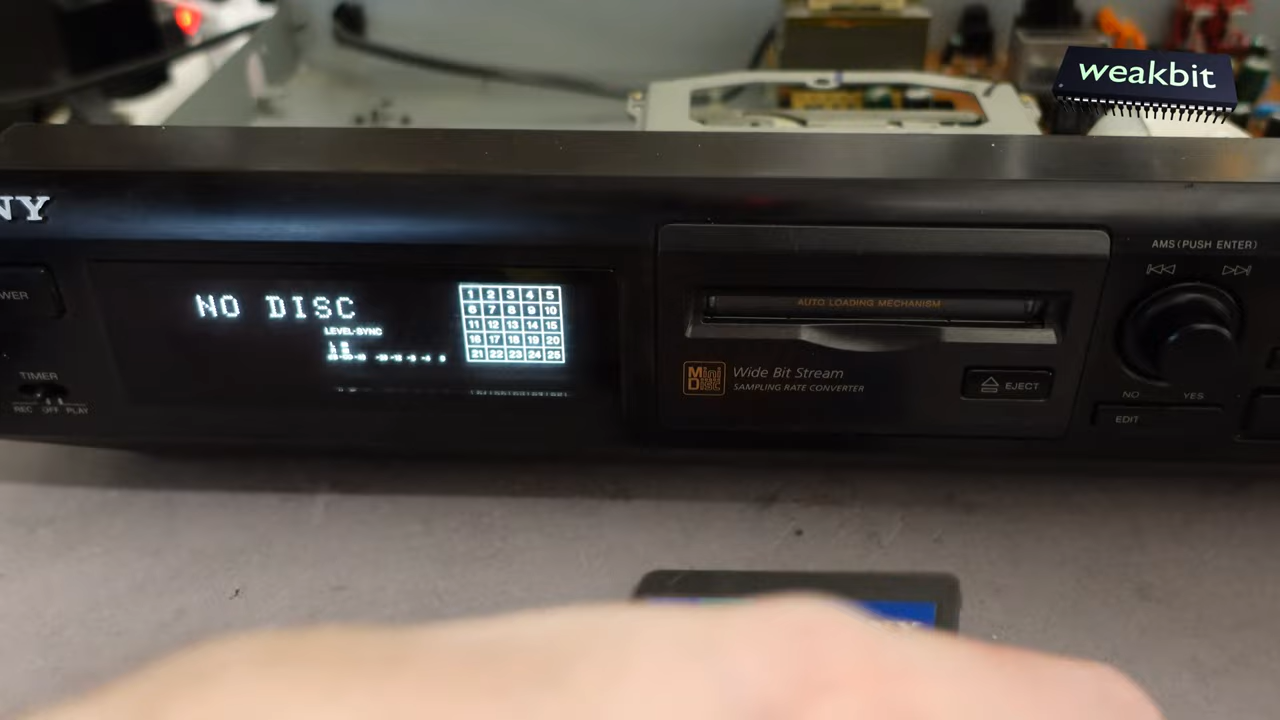 weakbit
NY
AMS(PUSH ENTER)
WER
NO DISC
LEVEL-SYNC
1 2 3 4 5
6 7 8 9 10
11 12 13 14 15
16 17 18 19 20
21 22 23 24 25
AUTO LOADING MECHANISM
Mini
Disc
Wide Bit Stream
SAMPLING RATE CONVERTER
EJECT
TIMER
REC OFF PLAY
NO YES
EDIT